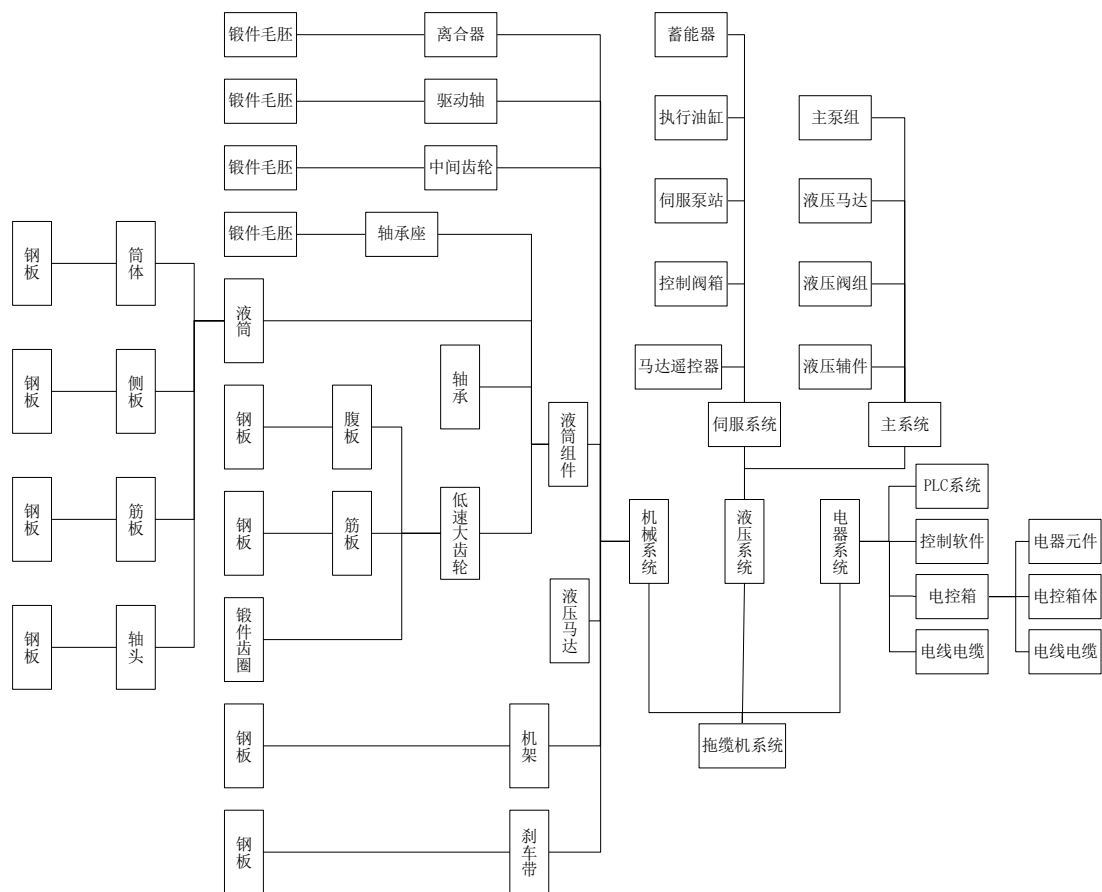 锻件毛胚
离合器
蓄能器
锻件毛胚
驱动轴
执行油缸
主泵组
锻件毛胚
中间齿轮
伺服泵站
液压马达
锻件毛胚
轴承座
钢板
筒体
控制阀箱
液压阀组
液筒
马达遥控器
液压辅件
钢板
侧板
轴承
钢板
腹板
液筒组件
伺服系统
主系统
PLC系统
钢板
筋板
钢板
筋板
低速大齿轮
机械系统
液压系统
电器系统
控制软件
电器元件
电控箱
电控箱体
液压马达
钢板
轴头
锻件齿圈
电线电缆
电线电缆
钢板
机架
拖缆机系统
钢板
刹车带